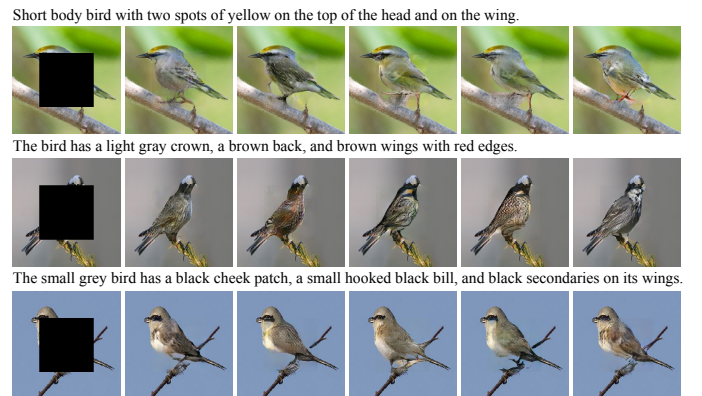 Short body bird with two spots of yellow on the top of the head and on the wing.
The bird has a light gray crown, a brown back, and brown wings with red edges.
The small grey bird has a black cheek patch, a small hooked black bill, and black secondaries on its wings.